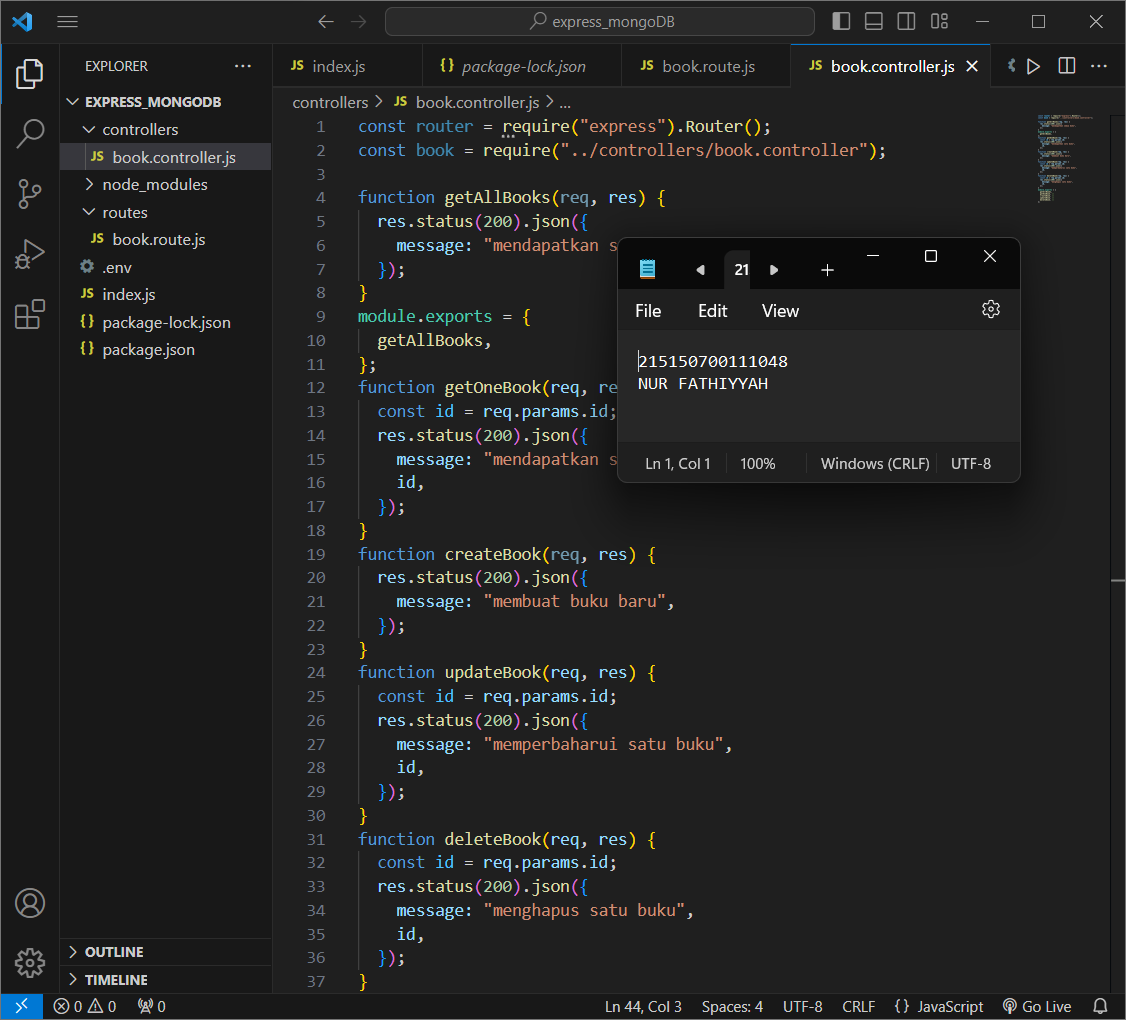 express_mongoDB
EXPLORER
EXPRESS_MONGODB
controllers
JS book.controller.js
node_modules
routes
JS book.route.js
.env
JS index.js
{} package-lock.json
{} package.json
OUTLINE
TIMELINE
JS index.js
{} package-lock.json
JS book.route.js
JS book.controller.js
controllers > JS book.controller.js > ...
1 const router = require("express").Router();
2 const book = require("../controllers/book.controller");
3
4 function getAllBooks(req, res) {
5 res.status(200).json({
6 message: "mendapatkan s
7 });
8 }
9 module.exports = {
10 getAllBooks,
11 };
12 function getOneBook(req, re
13 const id = req.params.id;
14 res.status(200).json({
15 message: "mendapatkan s
16 id,
17 });
18 }
19 function createBook(req, res) {
20 res.status(200).json({
21 message: "membuat buku baru",
22 });
23 }
24 function updateBook(req, res) {
25 const id = req.params.id;
26 res.status(200).json({
27 message: "memperbaharui satu buku",
28 id,
29 });
30 }
31 function deleteBook(req, res) {
32 const id = req.params.id;
33 res.status(200).json({
34 message: "menghapus satu buku",
35 id,
36 });
37 }
21
File Edit View
215150700111048
NUR FATHIYYAH
Ln 1, Col 1 100% Windows (CRLF) UTF-8
0 0 0 Ln 44, Col 3 Spaces: 4 UTF-8 CRLF {} JavaScript Go Live